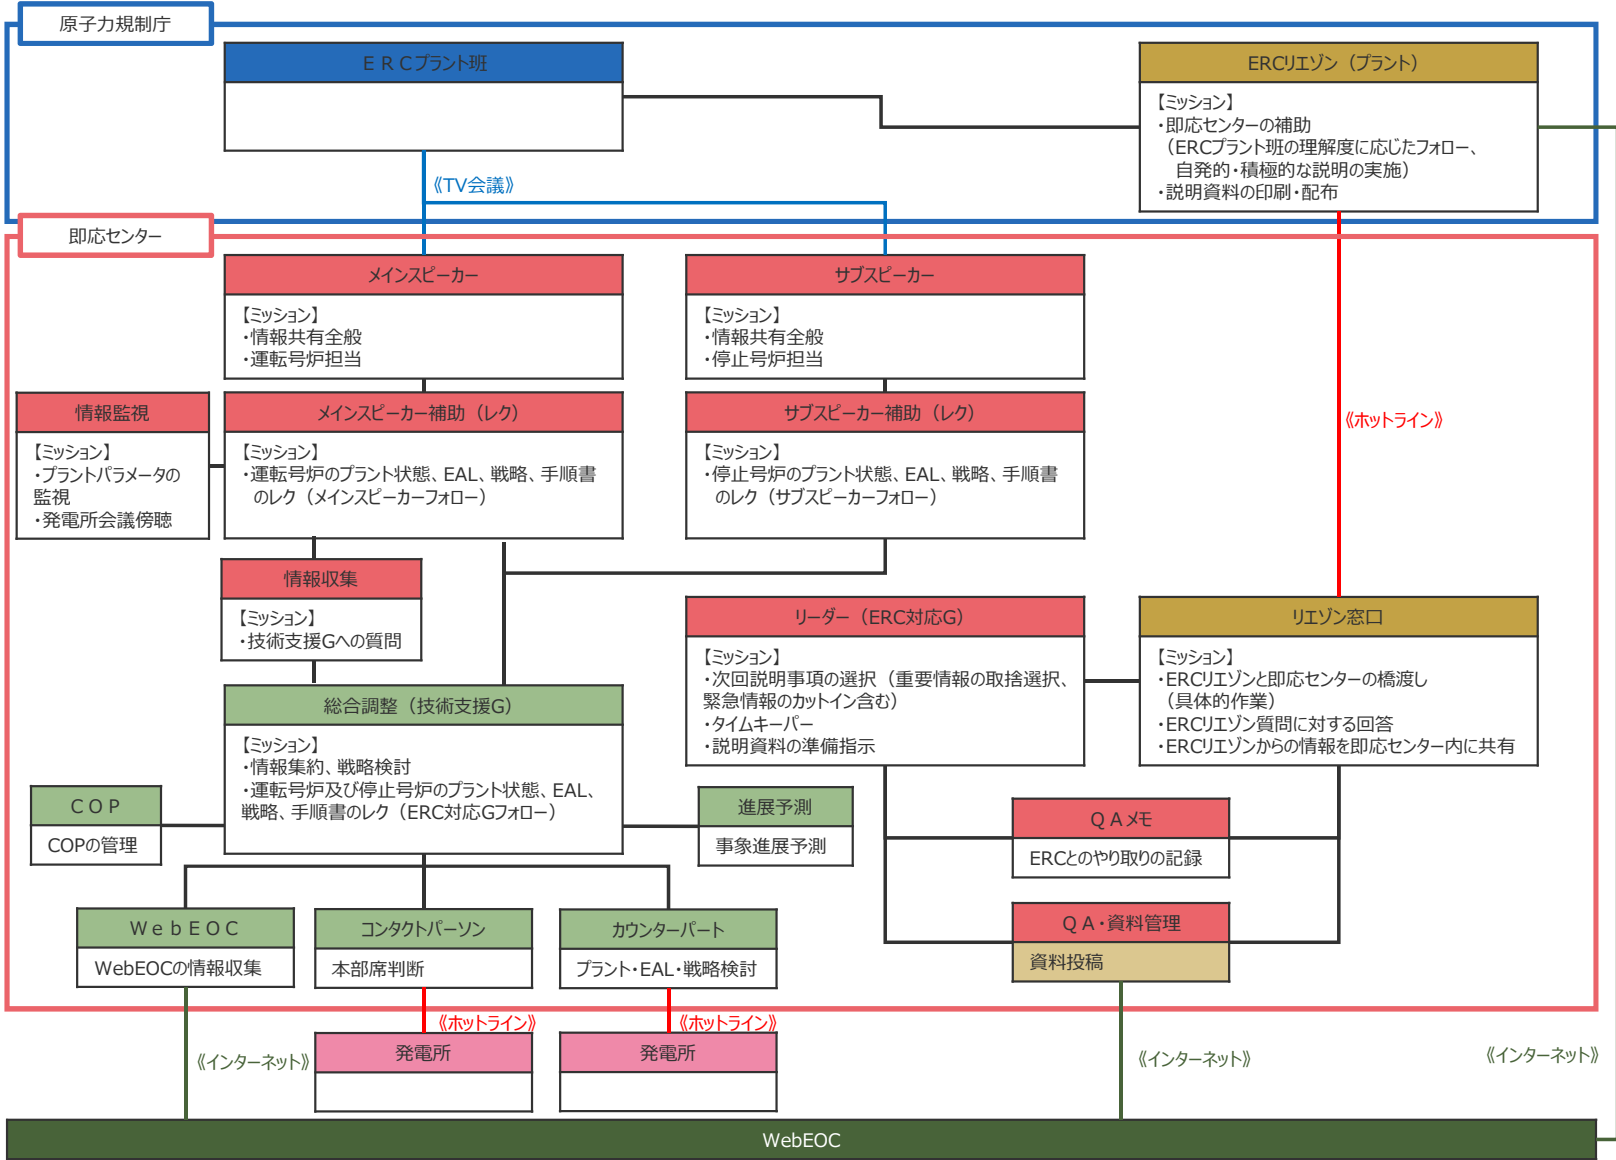 原子力規制庁
ＥＲＣプラント班
ERCリエゾン（プラント）
【ミッション】
・即応センターの補助
（ERCプラント班の理解度に応じたフォロー、
自発的・積極的な説明の実施）
・説明資料の印刷・配布
《TV会議》
即応センター
メインスピーカー
【ミッション】
・情報共有全般
・運転号炉担当
サブスピーカー
【ミッション】
・情報共有全般
・停止号炉担当
情報監視
【ミッション】
・プラントパラメータの
監視
・発電所会議傍聴
メインスピーカー補助（レク）
【ミッション】
・運転号炉のプラント状態、EAL、戦略、手順書
のレク（メインスピーカーフォロー）
サブスピーカー補助（レク）
【ミッション】
・停止号炉のプラント状態、EAL、戦略、手順書
のレク（サブスピーカーフォロー）
《ホットライン》
情報収集
【ミッション】
・技術支援Gへの質問
リーダー（ERC対応G）
【ミッション】
・次回説明事項の選択（重要情報の取捨選択、
緊急情報のカットイン含む）
・タイムキーパー
・説明資料の準備指示
リエゾン窓口
【ミッション】
・ERCリエゾンと即応センターの橋渡し
（具体的作業）
・ERCリエゾン質問に対する回答
・ERCリエゾンからの情報を即応センター内に共有
総合調整（技術支援G）
【ミッション】
・情報集約、戦略検討
・運転号炉及び停止号炉のプラント状態、EAL、
戦略、手順書のレク（ERC対応Gフォロー）
ＣＯＰ
COPの管理
進展予測
事象進展予測
ＱＡメモ
ERCとのやり取りの記録
ＷｅｂＥＯＣ
WebEOCの情報収集
コンタクトパーソン
本部席判断
カウンターパート
プラント・EAL・戦略検討
ＱＡ・資料管理
資料投稿
《ホットライン》
《ホットライン》
発電所
発電所
《インターネット》
《インターネット》
《インターネット》
WebEOC